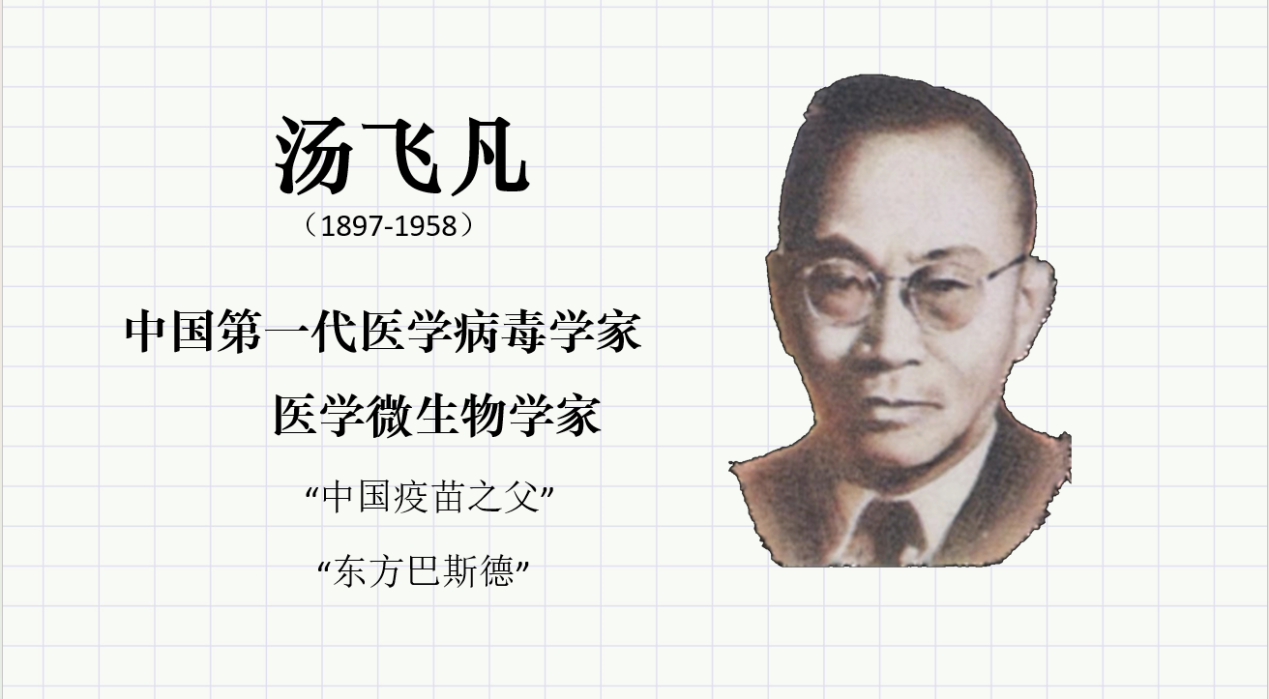 汤飞凡
（1897-1958）
中国第一代医学病毒学家
医学微生物学家
“中国疫苗之父”
“东方巴斯德”